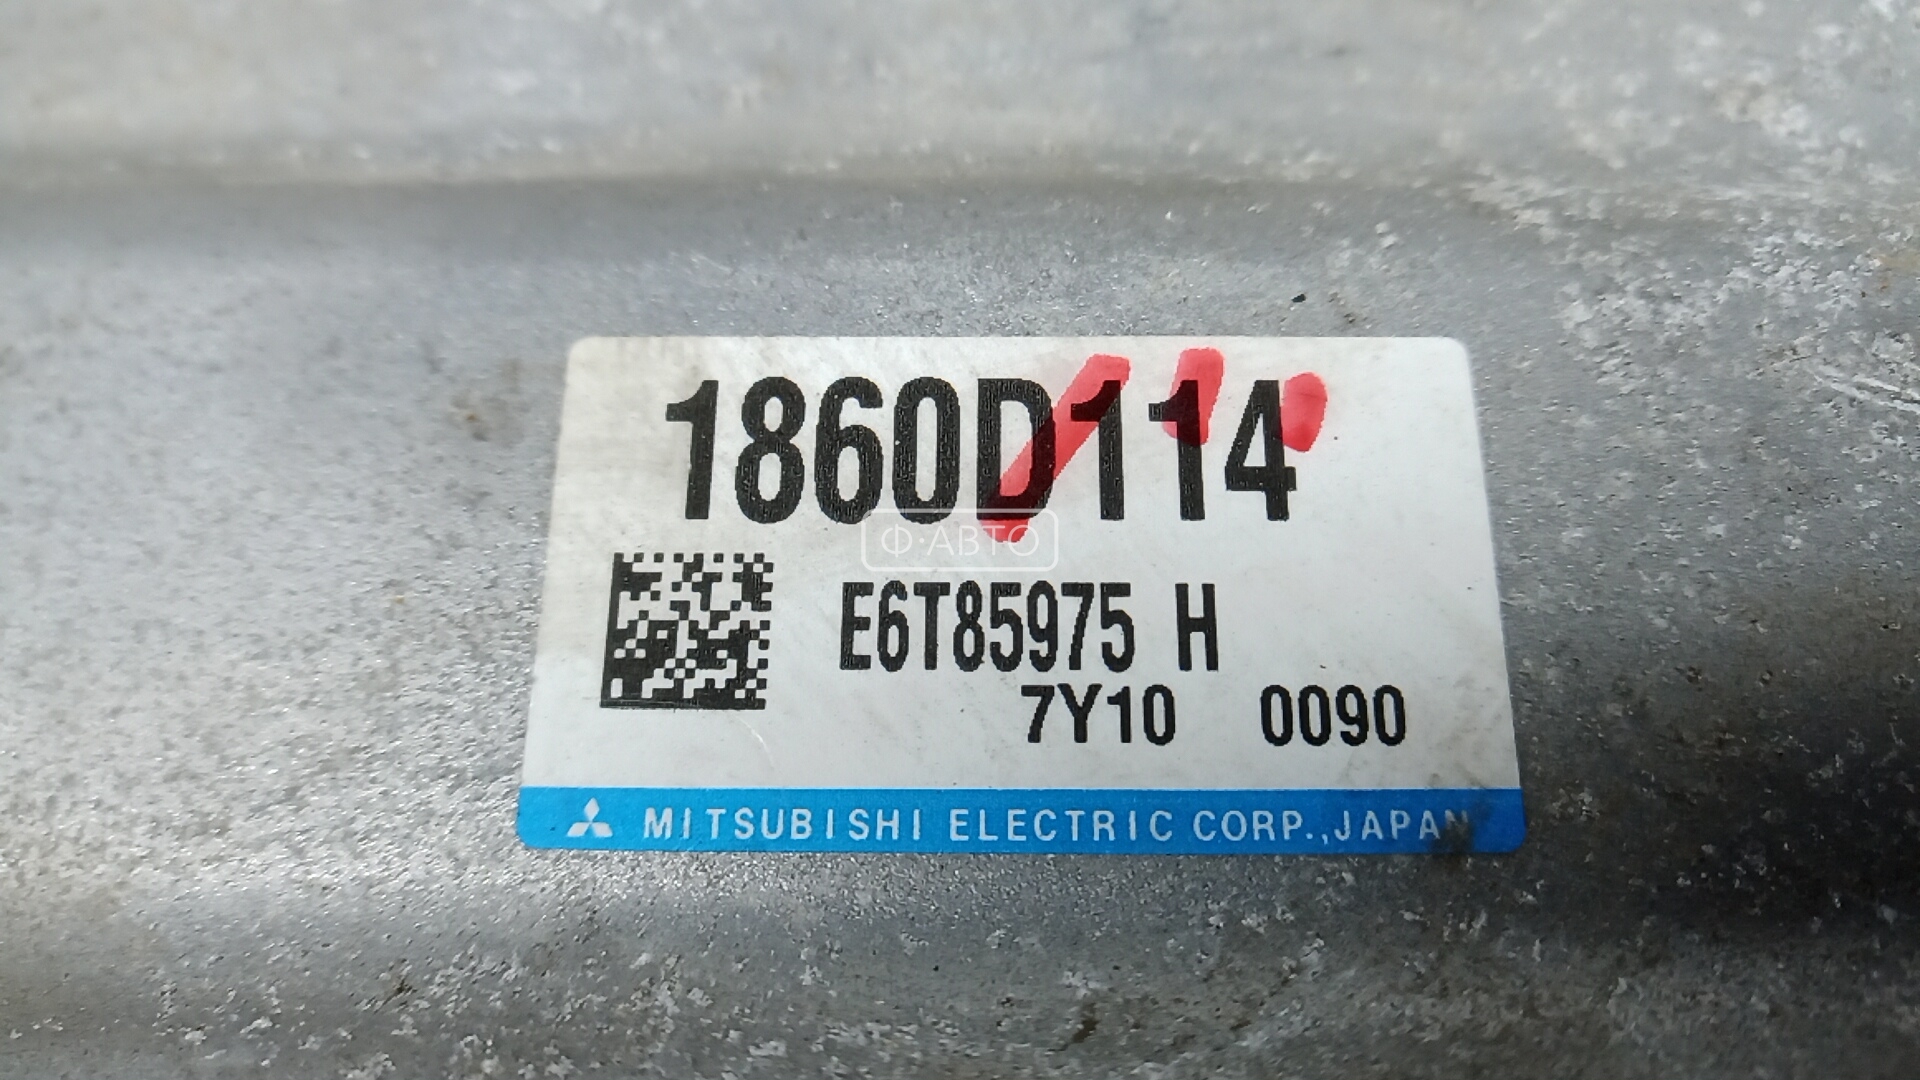 1860D114
Ф·АВТО
E6T85975 H
7Y10 0090
MITSUBISHI ELECTRIC CORP.,JAPAN